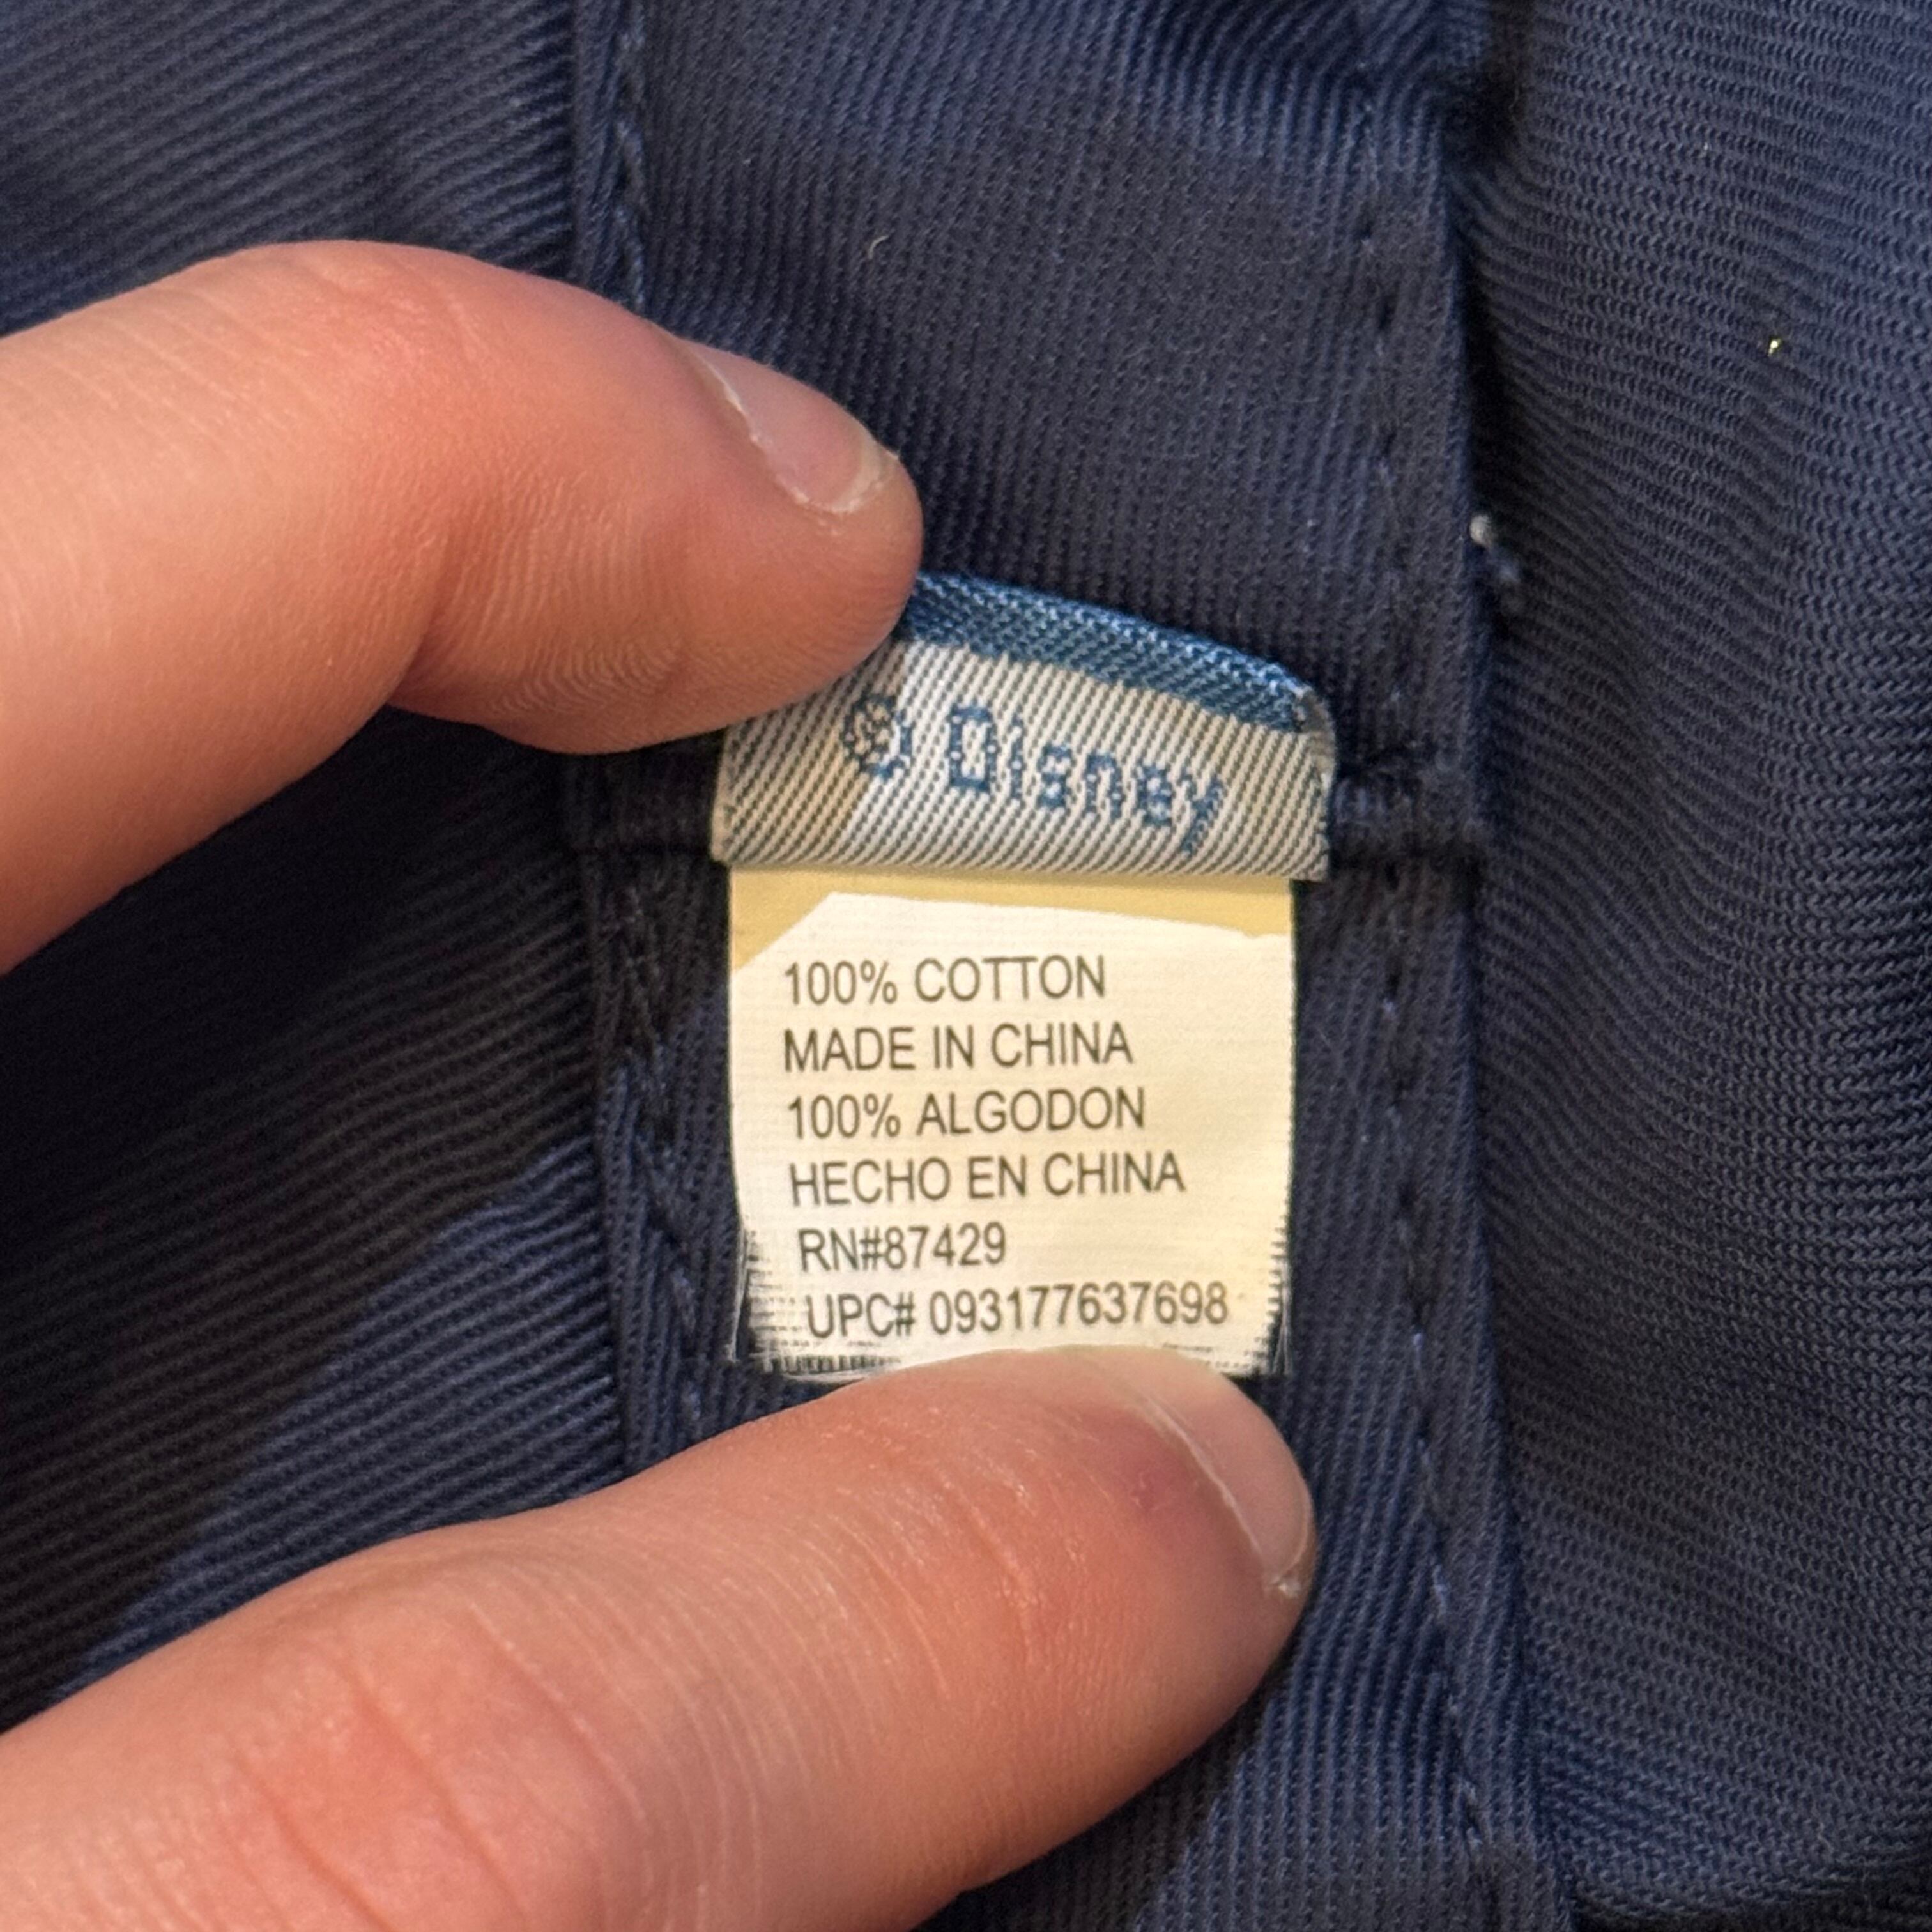 © Disney
100% COTTON
MADE IN CHINA
100% ALGODON
HECHO EN CHINA
RN#87429
UPC# 093177637698